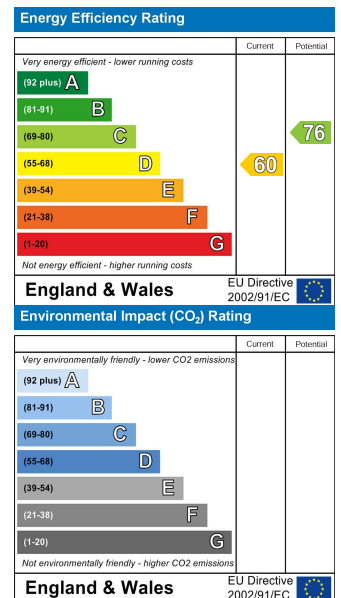 Energy Efficiency Rating
Current Potential
Very energy efficient - lower running costs
(92 plus) A
(81-91) B
(69-80) C
76
(55-68) D
60
(39-54) E
(21-38) F
(1-20) G
Not energy efficient - higher running costs
England & Wales
EU Directive
2002/91/EC
Environmental Impact (CO₂) Rating
Current Potential
Very environmentally friendly - lower CO2 emissions
(92 plus) A
(81-91) B
(69-80) C
(55-68) D
(39-54) E
(21-38) F
(1-20) G
Not environmentally friendly - higher CO2 emissions
England & Wales
EU Directive
2002/91/EC